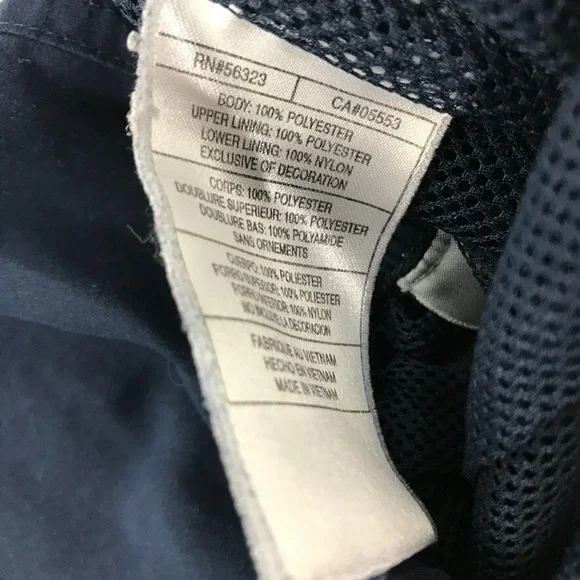 RN#56323 CA#05553
BODY: 100% POLYESTER
UPPER LINING: 100% POLYESTER
LOWER LINING: 100% NYLON
EXCLUSIVE OF DECORATION
CORPS: 100% POLYESTER
DOUBLURE SUPERIEUR: 100% POLYESTER
DOUBLURE BAS: 100% POLYAMIDE
SANS ORNEMENTS
CUERPO: 100% POLIESTER
FORRO SUPERIOR: 100% POLIESTER
FORRO INFERIOR: 100% NYLON
NO INCLUYE LA DECORACION
FABRIQUE AU VIETNAM
HECHO EN VIETNAM
MADE IN VIETNAM